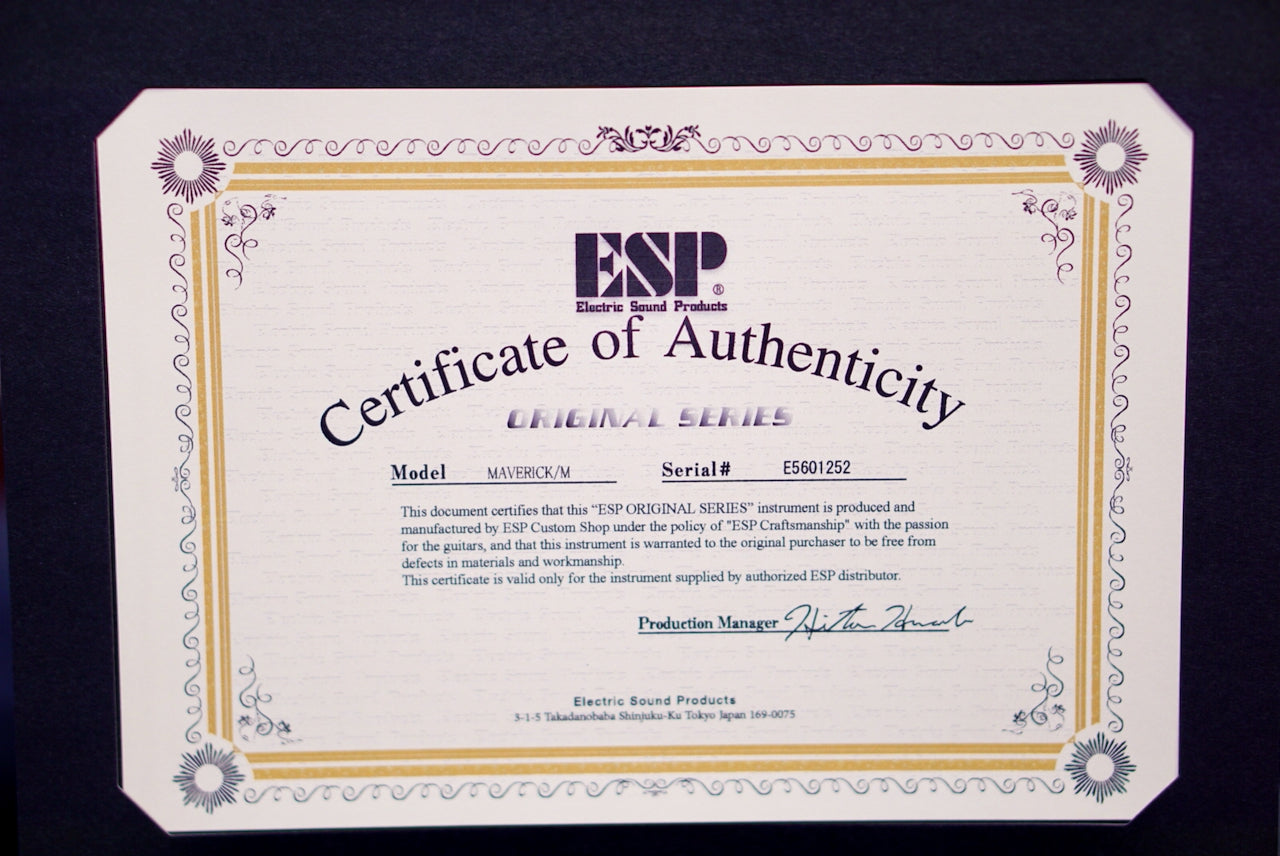 ESP®
Electric Sound Products
Certificate of Authenticity
ORIGINAL SERIES
Model MAVERICK/M Serial# E5601252
This document certifies that this “ESP ORIGINAL SERIES” instrument is produced and
manufactured by ESP Custom Shop under the policy of "ESP Craftsmanship" with the passion
for the guitars, and that this instrument is warranted to the original purchaser to be free from
defects in materials and workmanship.
This certificate is valid only for the instrument supplied by authorized ESP distributor.
Production Manager
Electric Sound Products
3-1-5 Takadanobaba Shinjuku-Ku Tokyo Japan 169-0075